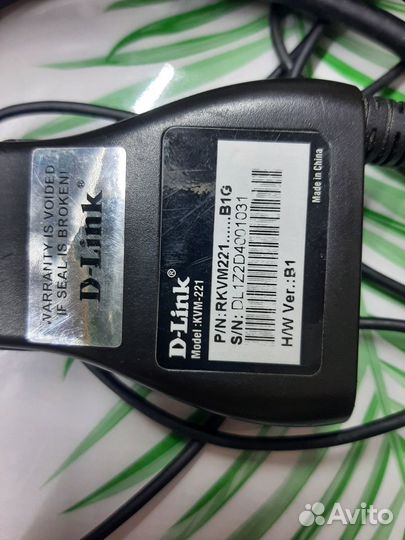 WARRANTY IS VOIDED
IF SEAL IS BROKEN!
D-Link®
D-Link®
Model :KVM-221
P/N:RKVM221......B1G
S/N: DL1Z2D4001031
H/W Ver.:B1
Made in China
Avito